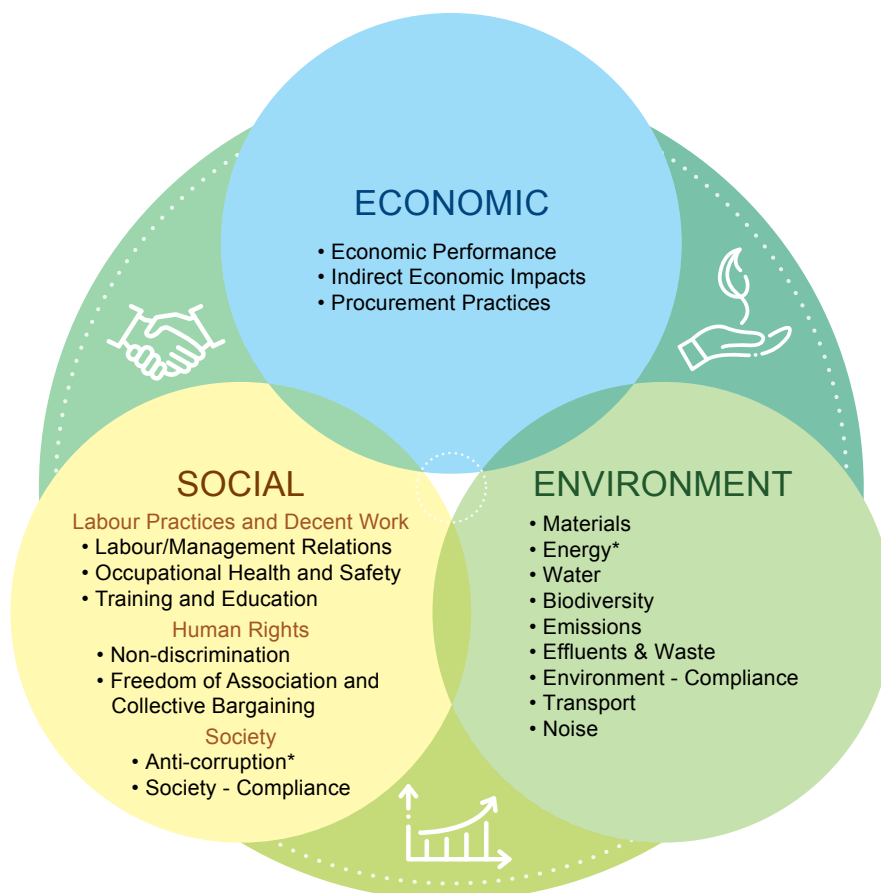 ECONOMIC
• Economic Performance
• Indirect Economic Impacts
• Procurement Practices
SOCIAL
Labour Practices and Decent Work
• Labour/Management Relations
• Occupational Health and Safety
• Training and Education
Human Rights
• Non-discrimination
• Freedom of Association and
Collective Bargaining
Society
• Anti-corruption*
• Society - Compliance
ENVIRONMENT
• Materials
• Energy*
• Water
• Biodiversity
• Emissions
• Effluents & Waste
• Environment - Compliance
• Transport
• Noise